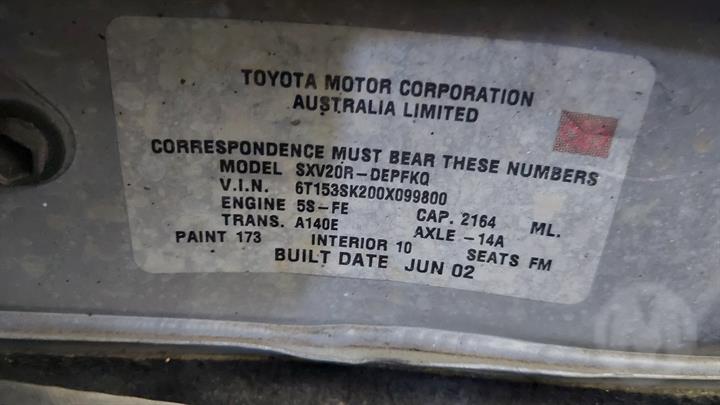 TOYOTA MOTOR CORPORATION
AUSTRALIA LIMITED
CORRESPONDENCE MUST BEAR THESE NUMBERS
MODEL SXV20R-DEPFKQ
V.I.N. 6T153SK200X099800
ENGINE 5S-FE CAP. 2164 ML.
TRANS. A140E AXLE -14A
PAINT 173 INTERIOR 10 SEATS FM
BUILT DATE JUN 02